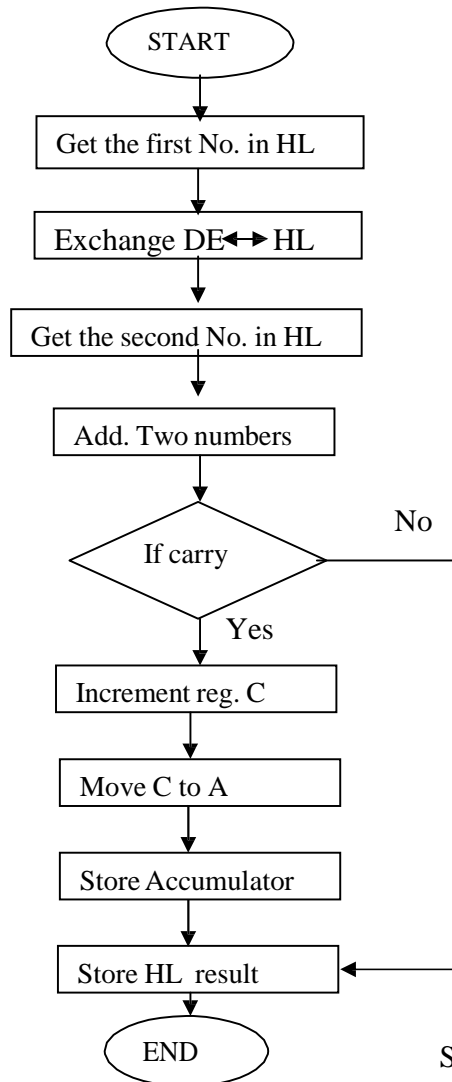 START
Get the first No. in HL
Exchange DE ↔ HL
Get the second No. in HL
Add. Two numbers
If carry
No
Yes
Increment reg. C
Move C to A
Store Accumulator
Store HL result
END
S